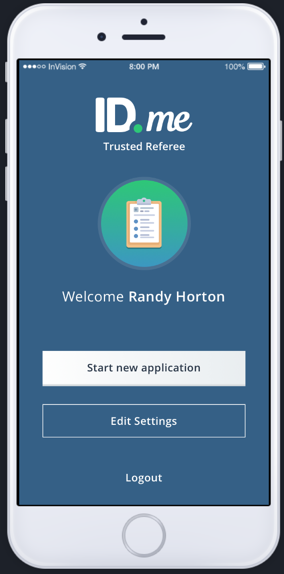 InVision
8:00 PM
100%
ID.me
Trusted Referee
Welcome Randy Horton
Start new application
Edit Settings
Logout